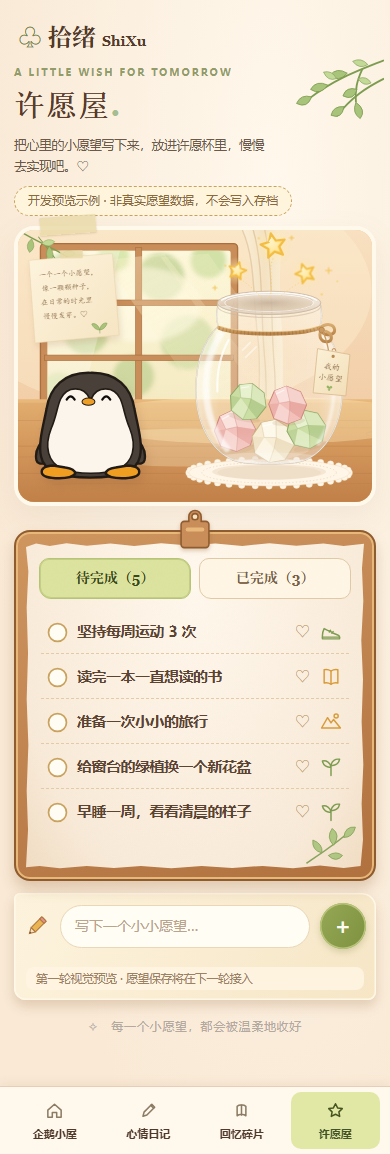 拾绪 ShiXu
A LITTLE WISH FOR TOMORROW
许愿屋。
把心里的小愿望写下来，放进许愿杯里，慢慢
去实现吧。♡
开发预览示例 · 非真实愿望数据，不会写入存档
一个一个小愿望，
像一颗颗种子，
在日常的时光里
慢慢发芽。♡
我的
小愿望
待完成（5）
已完成（3）
坚持每周运动 3 次
读完一本一直想读的书
准备一次小小的旅行
给窗台的绿植换一个新花盆
早睡一周，看看清晨的样子
写下一个小小愿望...
+
第一轮视觉预览 · 愿望保存将在下一轮接入
✧ 每一个小愿望，都会被温柔地收好
企鹅小屋
心情日记
回忆碎片
许愿屋